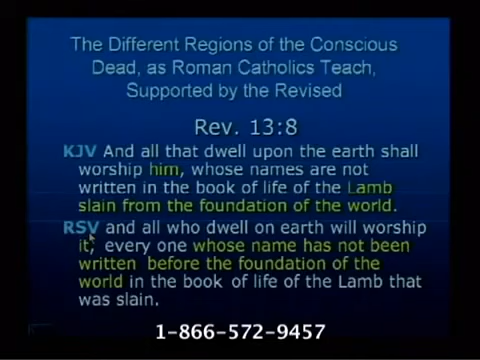 The Different Regions of the Conscious
Dead, as Roman Catholics Teach,
Supported by the Revised
Rev. 13:8
KJV And all that dwell upon the earth shall
worship him, whose names are not
written in the book of life of the Lamb
slain from the foundation of the world.
RSV and all who dwell on earth will worship
it, every one whose name has not been
written before the foundation of the
world in the book of life of the Lamb that
was slain.
1-866-572-9457